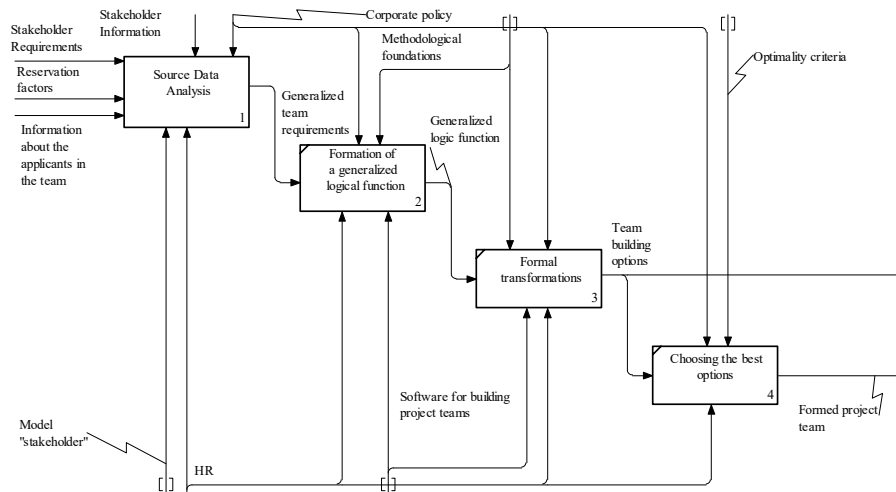 Stakeholder
Information
Corporate policy
Stakeholder
Requirements
Reservation
factors
Information
about the
applicants in
the team
Source Data
Analysis
1
Methodological
foundations
Optimality criteria
Generalized
team
requirements
Generalized
logic function
Formation of
a generalized
logical function
2
Formal
transformations
3
Team
building
options
Choosing the best
options
4
Software for building
project teams
Formed project
team
Model
"stakeholder"
HR